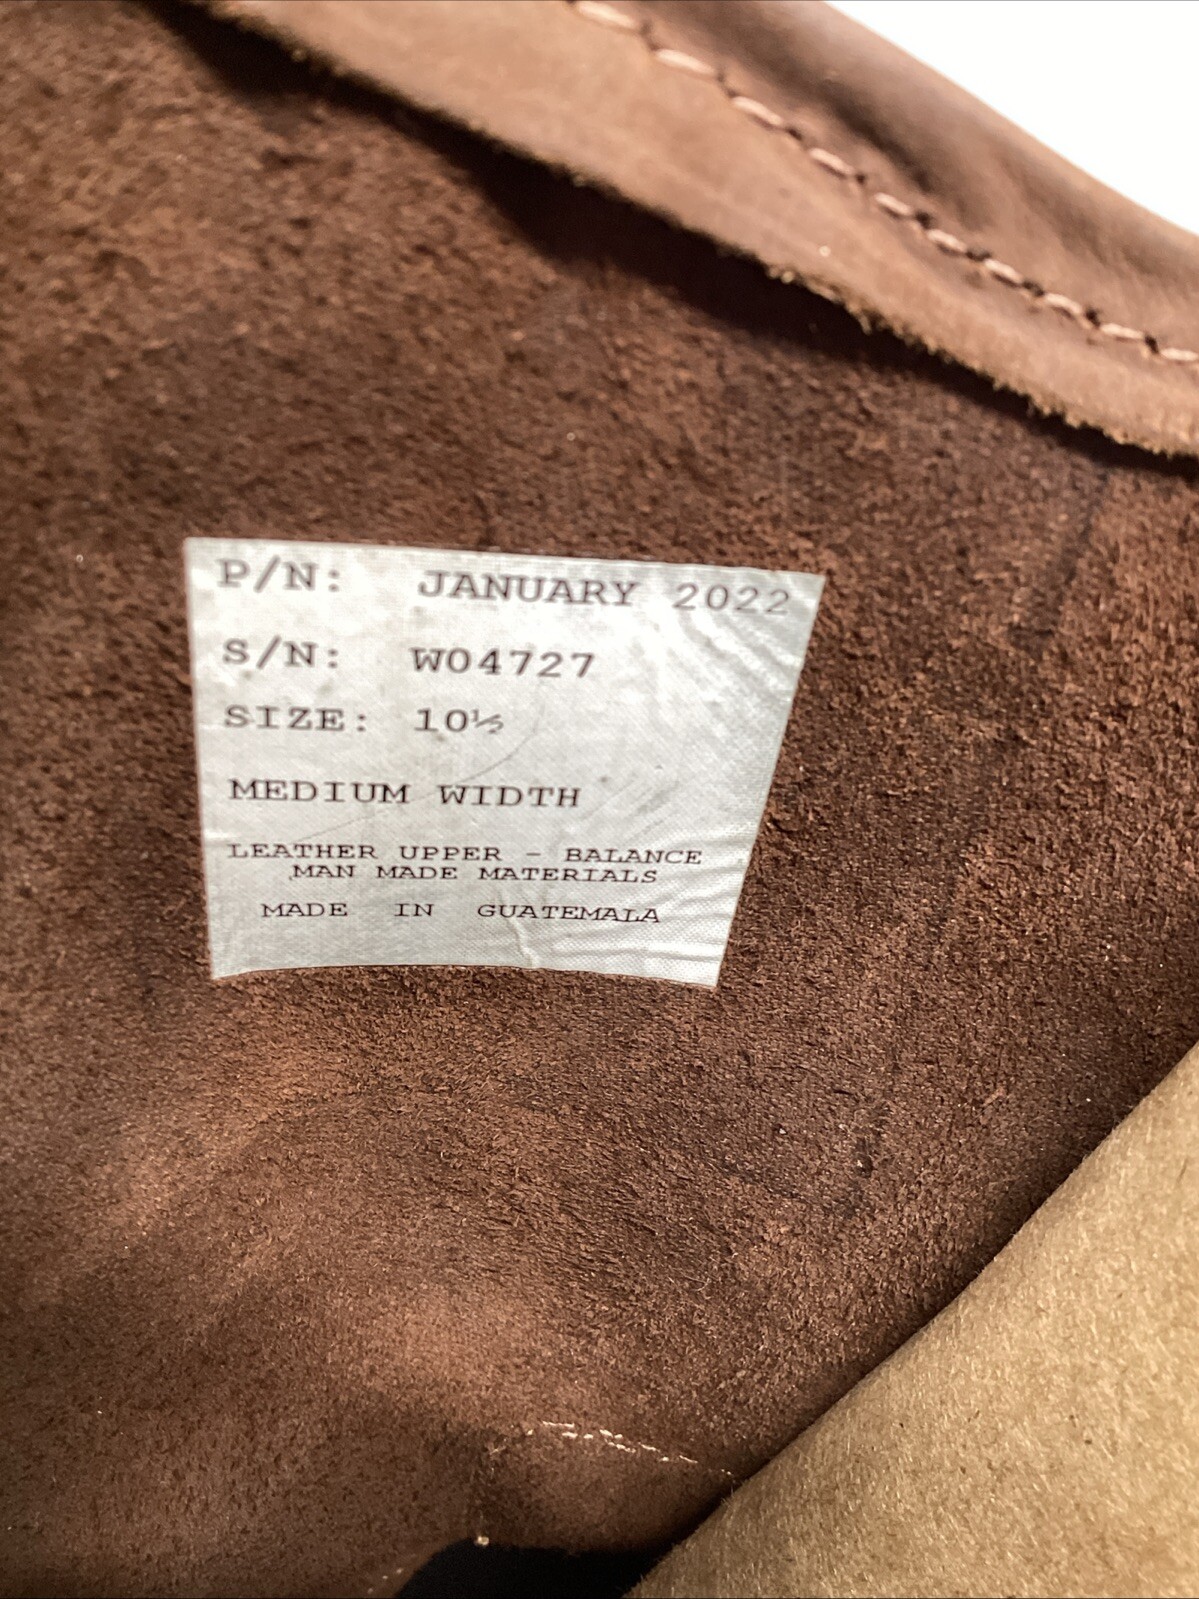 P/N: JANUARY 2022
S/N: W04727
SIZE: 10½
MEDIUM WIDTH
LEATHER UPPER - BALANCE
MAN MADE MATERIALS
MADE IN GUATEMALA